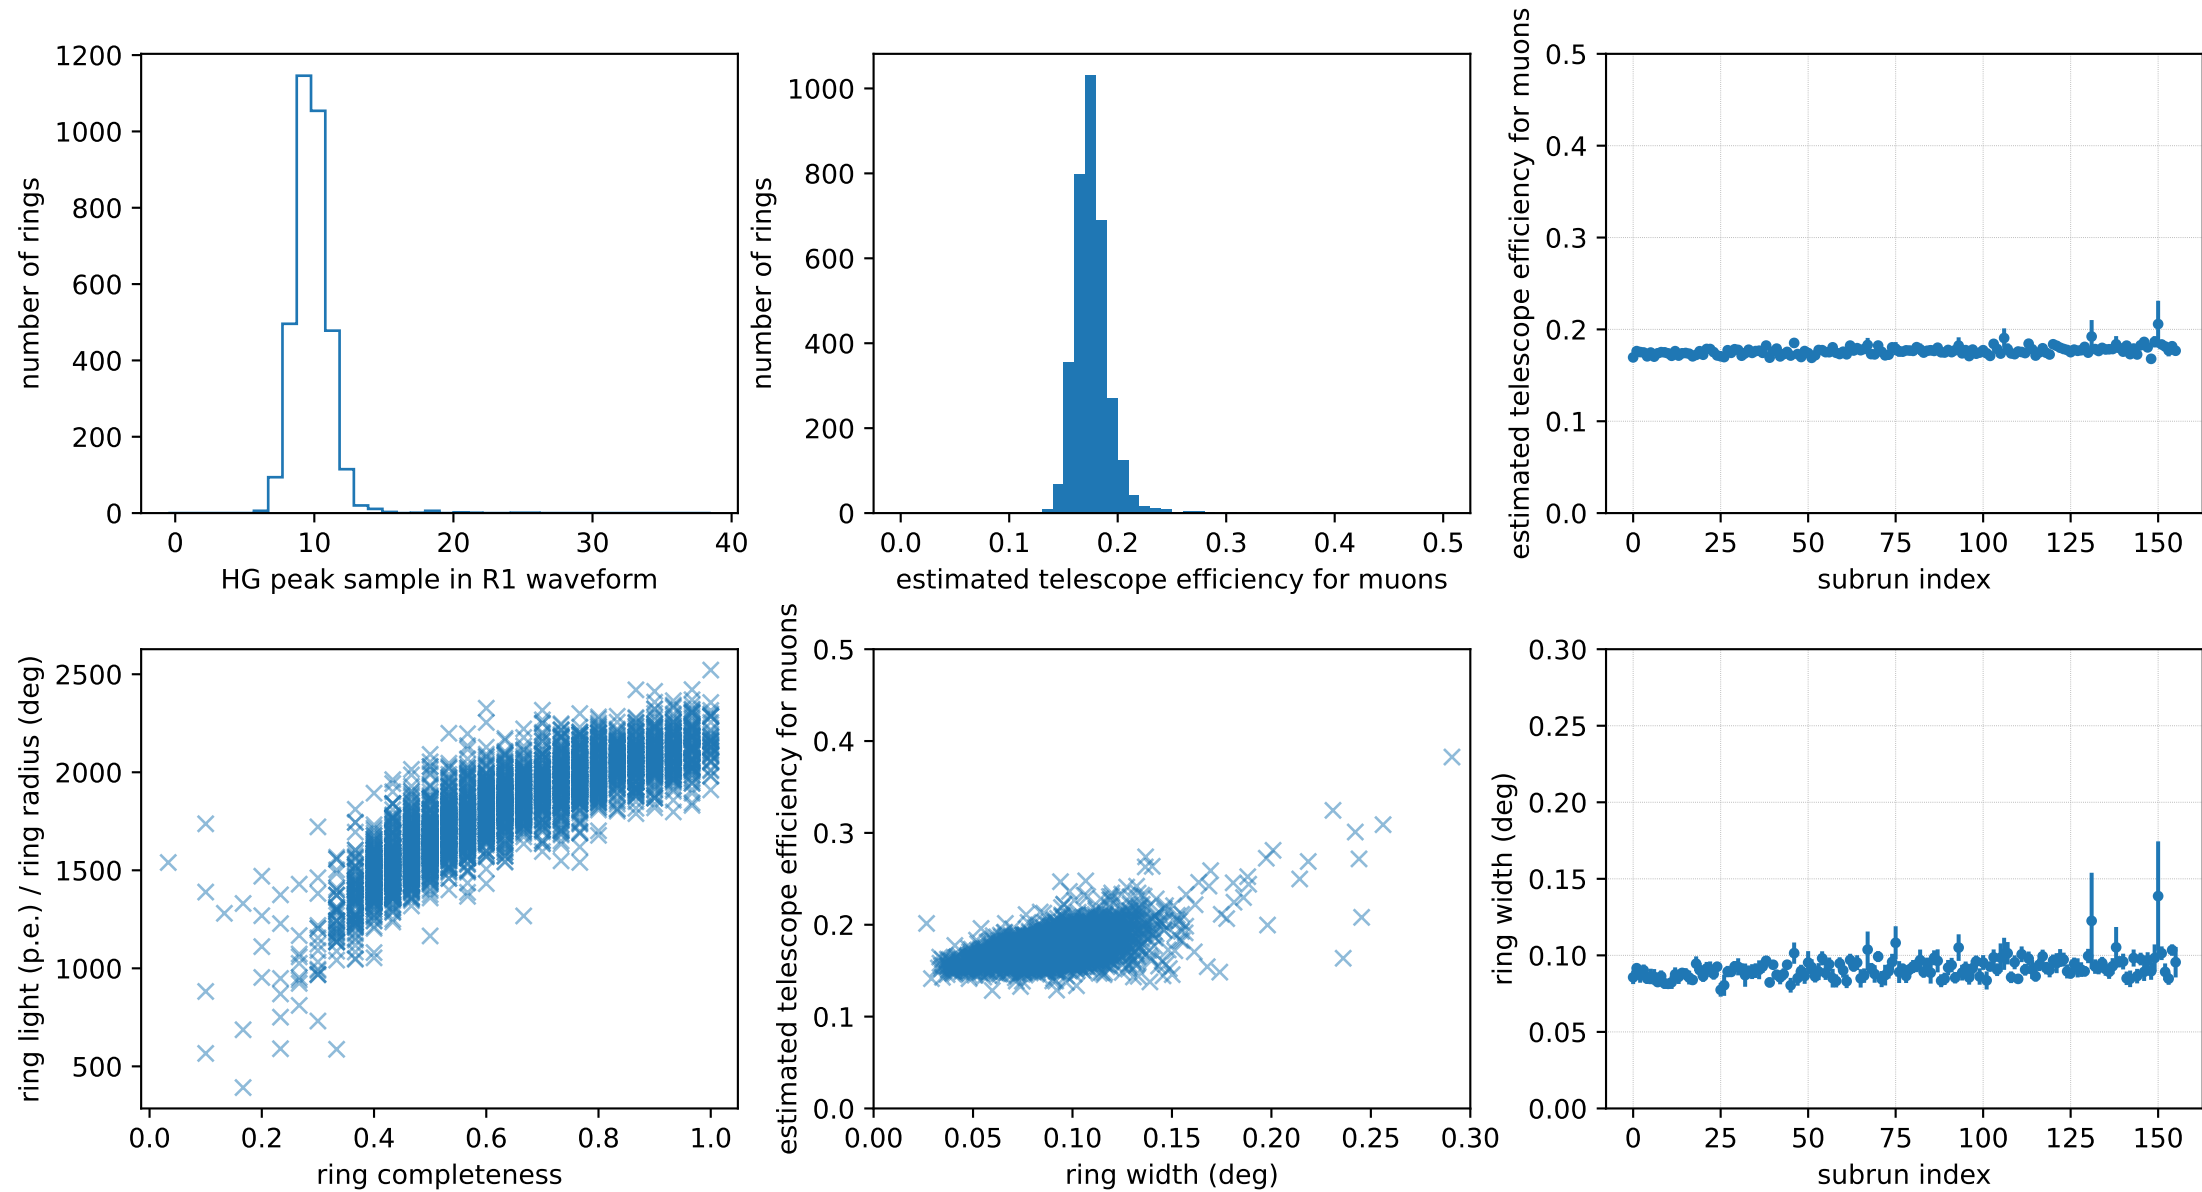 1200
1000
800
600
400
200
0
number of rings
0 10 20 30 40
HG peak sample in R1 waveform
1000
800
600
400
200
0
number of rings
0.0 0.1 0.2 0.3 0.4 0.5
estimated telescope efficiency for muons
0.5
0.4
0.3
0.2
0.1
0.0
estimated telescope efficiency for muons
0 25 50 75 100 125 150
subrun index
2500
2000
1500
1000
500
ring light (p.e.) / ring radius (deg)
0.0 0.2 0.4 0.6 0.8 1.0
ring completeness
0.5
0.4
0.3
0.2
0.1
0.0
estimated telescope efficiency for muons
0.00 0.05 0.10 0.15 0.20 0.25 0.30
ring width (deg)
0.30
0.25
0.20
0.15
0.10
0.05
0.00
ring width (deg)
0 25 50 75 100 125 150
subrun index